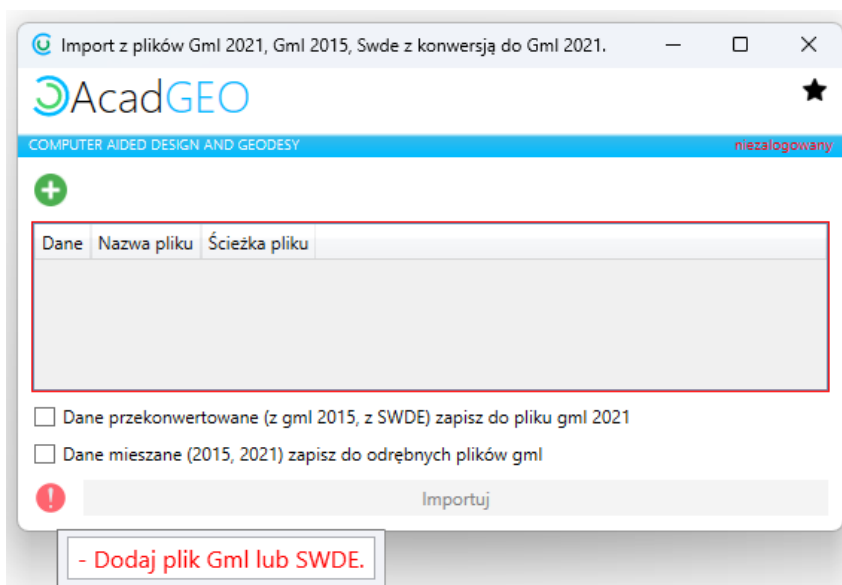 Import z plików Gml 2021, Gml 2015, Swde z konwersją do Gml 2021.
AcadGEO
COMPUTER AIDED DESIGN AND GEODESY niezalogowany
Dane Nazwa pliku Ścieżka pliku
Dane przekonwertowane (z gml 2015, z SWDE) zapisz do pliku gml 2021
Dane mieszane (2015, 2021) zapisz do odrębnych plików gml
Importuj
- Dodaj plik Gml lub SWDE.